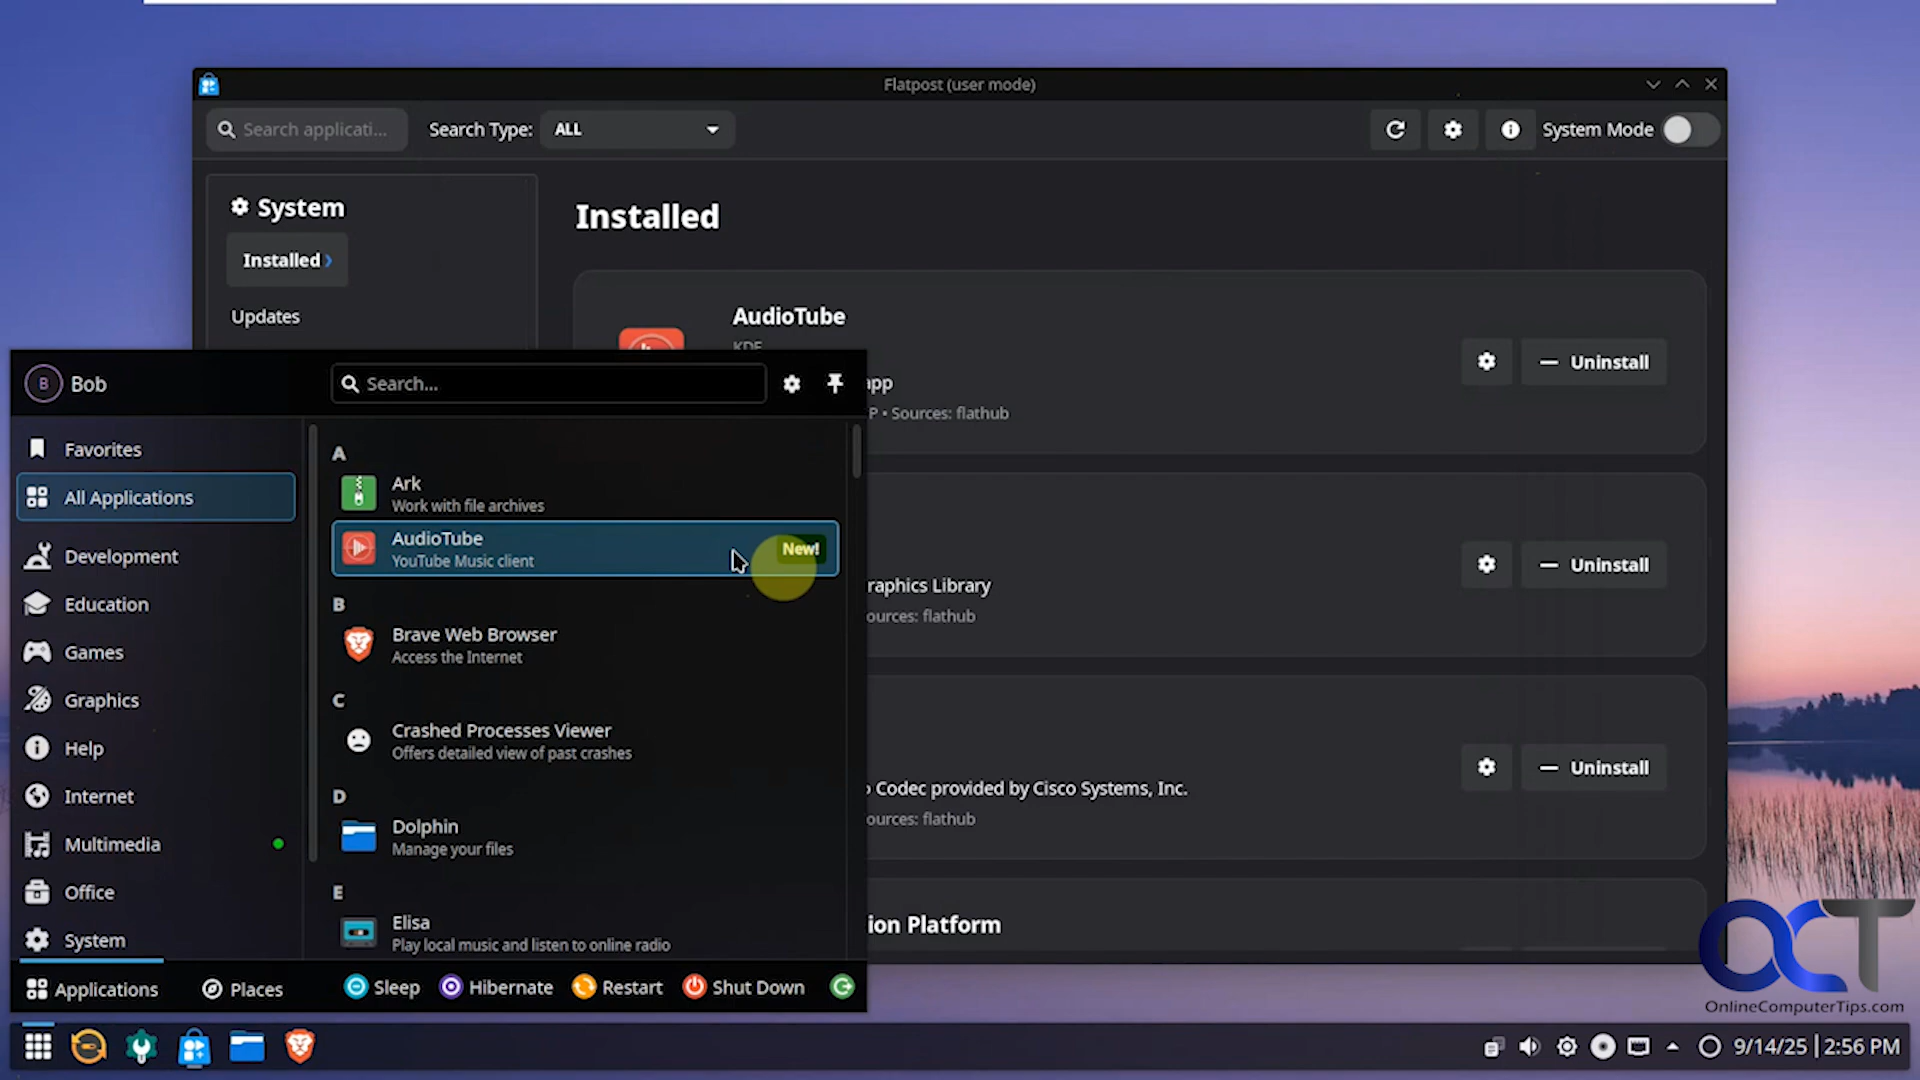 Flatpost (user mode)
Search applicati...
Search Type:
ALL
System Mode
System
Installed
Updates
Installed
AudioTube
KDE
app
P • Sources: flathub
Uninstall
raphics Library
ources: flathub
Uninstall
Codec provided by Cisco Systems, Inc.
ources: flathub
Uninstall
ion Platform
B
Bob
Search...
Favorites
All Applications
Development
Education
Games
Graphics
Help
Internet
Multimedia
Office
System
A
Ark
Work with file archives
AudioTube
YouTube Music client
New!
B
Brave Web Browser
Access the Internet
C
Crashed Processes Viewer
Offers detailed view of past crashes
D
Dolphin
Manage your files
E
Elisa
Play local music and listen to online radio
Applications
Places
Sleep
Hibernate
Restart
Shut Down
OCT
OnlineComputerTips.com
9/14/25 | 2:56 PM